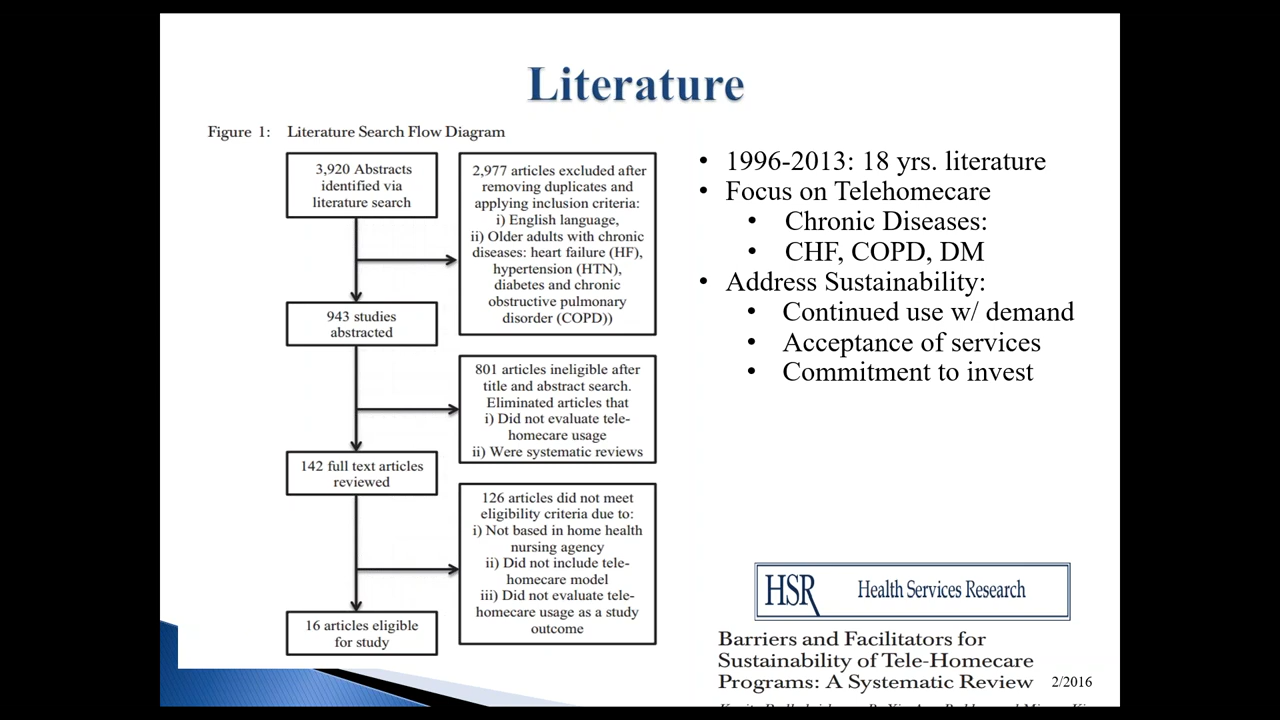 Literature
Figure 1: Literature Search Flow Diagram
3,920 Abstracts
identified via
literature search
2,977 articles excluded after
removing duplicates and
applying inclusion criteria:
i) English language,
ii) Older adults with chronic
diseases: heart failure (HF),
hypertension (HTN),
diabetes and chronic
obstructive pulmonary
disorder (COPD))
943 studies
abstracted
801 articles ineligible after
title and abstract search.
Eliminated articles that
i) Did not evaluate tele-
homecare usage
ii) Were systematic reviews
142 full text articles
reviewed
126 articles did not meet
eligibility criteria due to:
i) Not based in home health
nursing agency
ii) Did not include tele-
homecare model
iii) Did not evaluate tele-
homecare usage as a study
outcome
16 articles eligible
for study
• 1996-2013: 18 yrs. literature
• Focus on Telehomecare
• Chronic Diseases:
• CHF, COPD, DM
• Address Sustainability:
• Continued use w/ demand
• Acceptance of services
• Commitment to invest
HSR Health Services Research
Barriers and Facilitators for
Sustainability of Tele-Homecare
Programs: A Systematic Review
2/2016